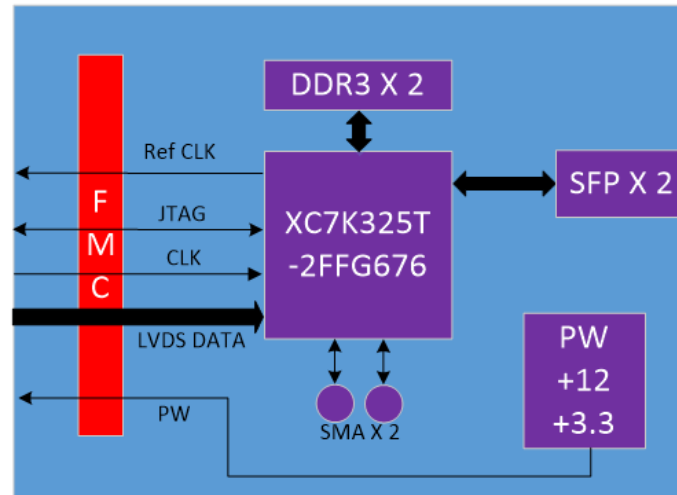 DDR3 X 2
Ref CLK
SFP X 2
F
M
C
JTAG
XC7K325T
-2FFG676
CLK
LVDS DATA
PW
+12
+3.3
PW
SMA X 2